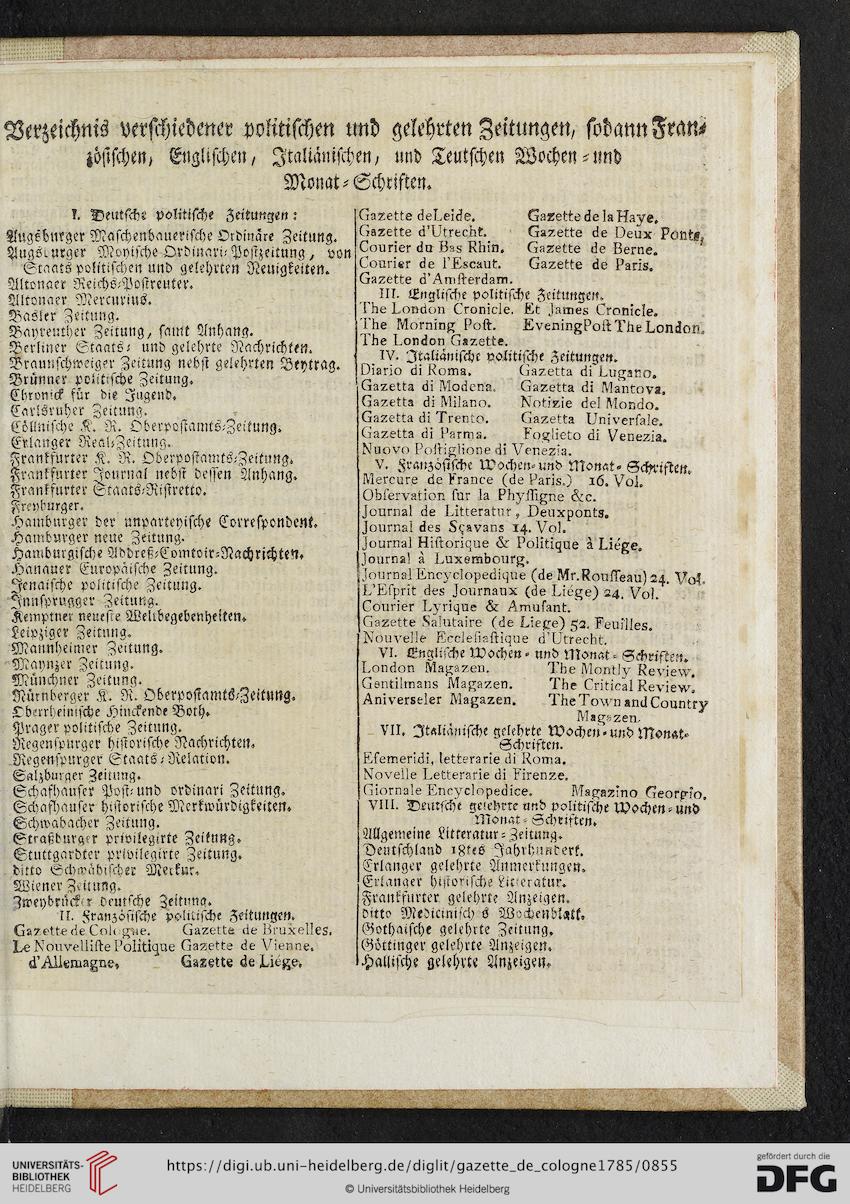 Verzeichnis verschiedener politischen und gelehrten Zeitungen, sodann Fran-
zösischen, Englischen, Italiänischen, und Teutschen Wochen- und
Monat-Schriften.
I. Deutsche politische Zeitungen:
Augsburger Maschenbauerische Ordinäre Zeitung.
Augsburger Moyische Ordinari-Postzeitung, von
Staats politischen und gelehrten Neuigkeiten.
Altonaer Reichs-Postreuter.
Altonaer Mercurius.
Basler Zeitung.
Bayreuther Zeitung, samt Anhang.
Berliner Staats- und gelehrte Nachrichten.
Braunschweiger Zeitung nebst gelehrten Beytrag.
Brünner politische Zeitung.
Chronick für die Jugend.
Carlsruher Zeitung.
Cöllnische K. R. Oberpostamts-Zeitung.
Erlanger Real-Zeitung.
Frankfurter K. R. Oberpostamts-Zeitung.
Frankfurter Journal nebst dessen Anhang.
Frankfurter Staats-Ristretto.
Freyburger.
Hamburger der unparteyische Correspondent.
Hamburger neue Zeitung.
Hamburgische Addreß-Comtoir-Nachrichten.
Hanauer Europäische Zeitung.
Jenaische politische Zeitung.
Innsprugger Zeitung.
Kemptner neueste Weltbegebenheiten.
Leipziger Zeitung.
Mannheimer Zeitung.
Maynzer Zeitung.
Münchner Zeitung.
Nürnberger K. R. Oberpostamts-Zeitung.
Oberrheinische Hinckende Both.
Prager politische Zeitung.
Regenspurger historische Nachrichten.
Regenspurger Staats-Relation.
Salzburger Zeitung.
Schafhauser Post- und ordinari Zeitung.
Schafhauser historische Merkwürdigkeiten.
Schwabacher Zeitung.
Straßburger privilegirte Zeitung.
Stuttgardter privilegirte Zeitung.
ditto Schwäbischer Merkur.
Wiener Zeitung.
Zweybrücker deutsche Zeitung.
II. Französische politische Zeitungen.
Gazette de Cologne. Gazette de Bruxelles.
Le Nouvelliste Politique Gazette de Vienne.
d'Allemagne, Gazette de Liége.
Gazette de Leide. Gazette de la Haye.
Gazette d'Utrecht. Gazette de Deux Ponts,
Courier du Bas Rhin. Gazette de Berne.
Courier de l'Escaut. Gazette de Paris.
Gazette d'Amsterdam.
III. Englische politische Zeitungen.
The London Cronicle. Et James Cronicle.
The Morning Post. Evening Post The London.
The London Gazette.
IV. Italiänische politische Zeitungen.
Diario di Roma. Gazetta di Lugano.
Gazetta di Modena. Gazetta di Mantova.
Gazetta di Milano. Notizie del Mondo.
Gazetta di Trento. Gazetta Universale.
Gazetta di Parma. Foglieto di Venezia.
Nuovo Postiglione di Venezia.
V. Französische Wochen- und Monat-Schriften.
Mercure de France (de Paris.) 16. Vol.
Observation sur la Physsigne &c.
Journal de Litteratur, Deuxponts.
Journal des Sçavans 14. Vol.
Journal Historique & Politique à Liége.
Journal à Luxembourg.
Journal Encyclopedique (de Mr. Rousseau) 24. Vol.
L'Esprit des Journaux (de Liége) 24. Vol.
Courier Lyrique & Amusant.
Gazette Salutaire (de Liege) 52. Feuilles.
Nouvelle Ecclesiastique d'Utrecht.
VI. Englische Wochen- und Monat-Schriften.
London Magazen. The Montly Review.
Gentilmans Magazen. The Critical Review.
Aniverseler Magazen. The Town and Country
Magazen.
VII. Italiänische gelehrte Wochen- und Monat-
Schriften.
Efemeridi, letterarie di Roma.
Novelle Letterarie di Firenze.
Giornale Encyclopedice. Magazino Georgio.
VIII. Deutsche gelehrte und politische Wochen- und
Monat-Schriften.
Allgemeine Litteratur-Zeitung.
Deutschland 18tes Jahrhundert.
Erlanger gelehrte Anmerkungen.
Erlanger historische Litteratur.
Frankfurter gelehrte Anzeigen.
ditto Medicinisches Wochenblatt.
Gothaische gelehrte Zeitung.
Göttinger gelehrte Anzeigen.
Hallische gelehrte Anzeigen.
UNIVERSITÄTS-
BIBLIOTHEK
HEIDELBERG
https://digi.ub.uni-heidelberg.de/diglit/gazette_de_cologne1785/0855
© Universitätsbibliothek Heidelberg
gefördert durch die
DFG